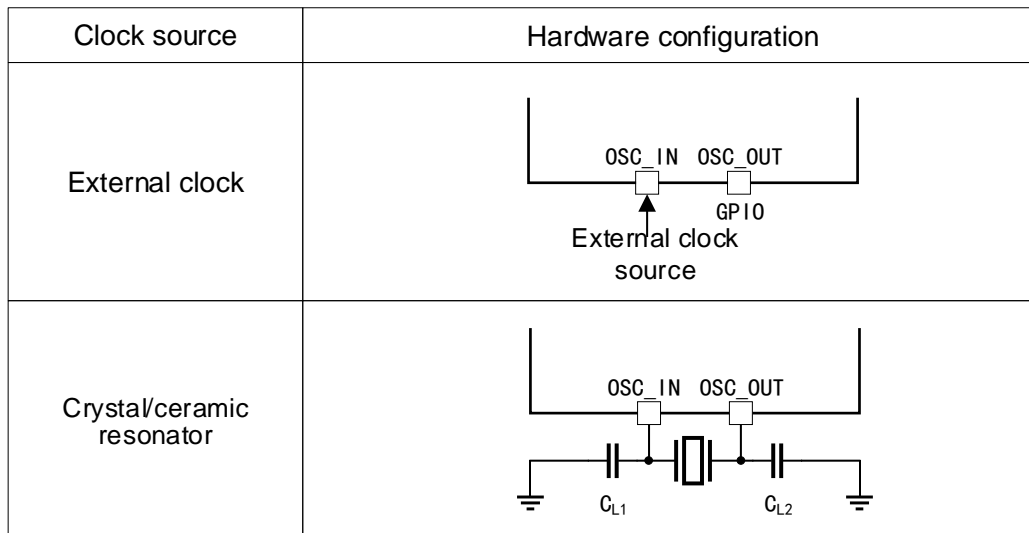 Clock source
Hardware configuration
External clock
OSC_IN OSC_OUT
GPIO
External clock
source
Crystal/ceramic
resonator
OSC_IN OSC_OUT
CL1
CL2